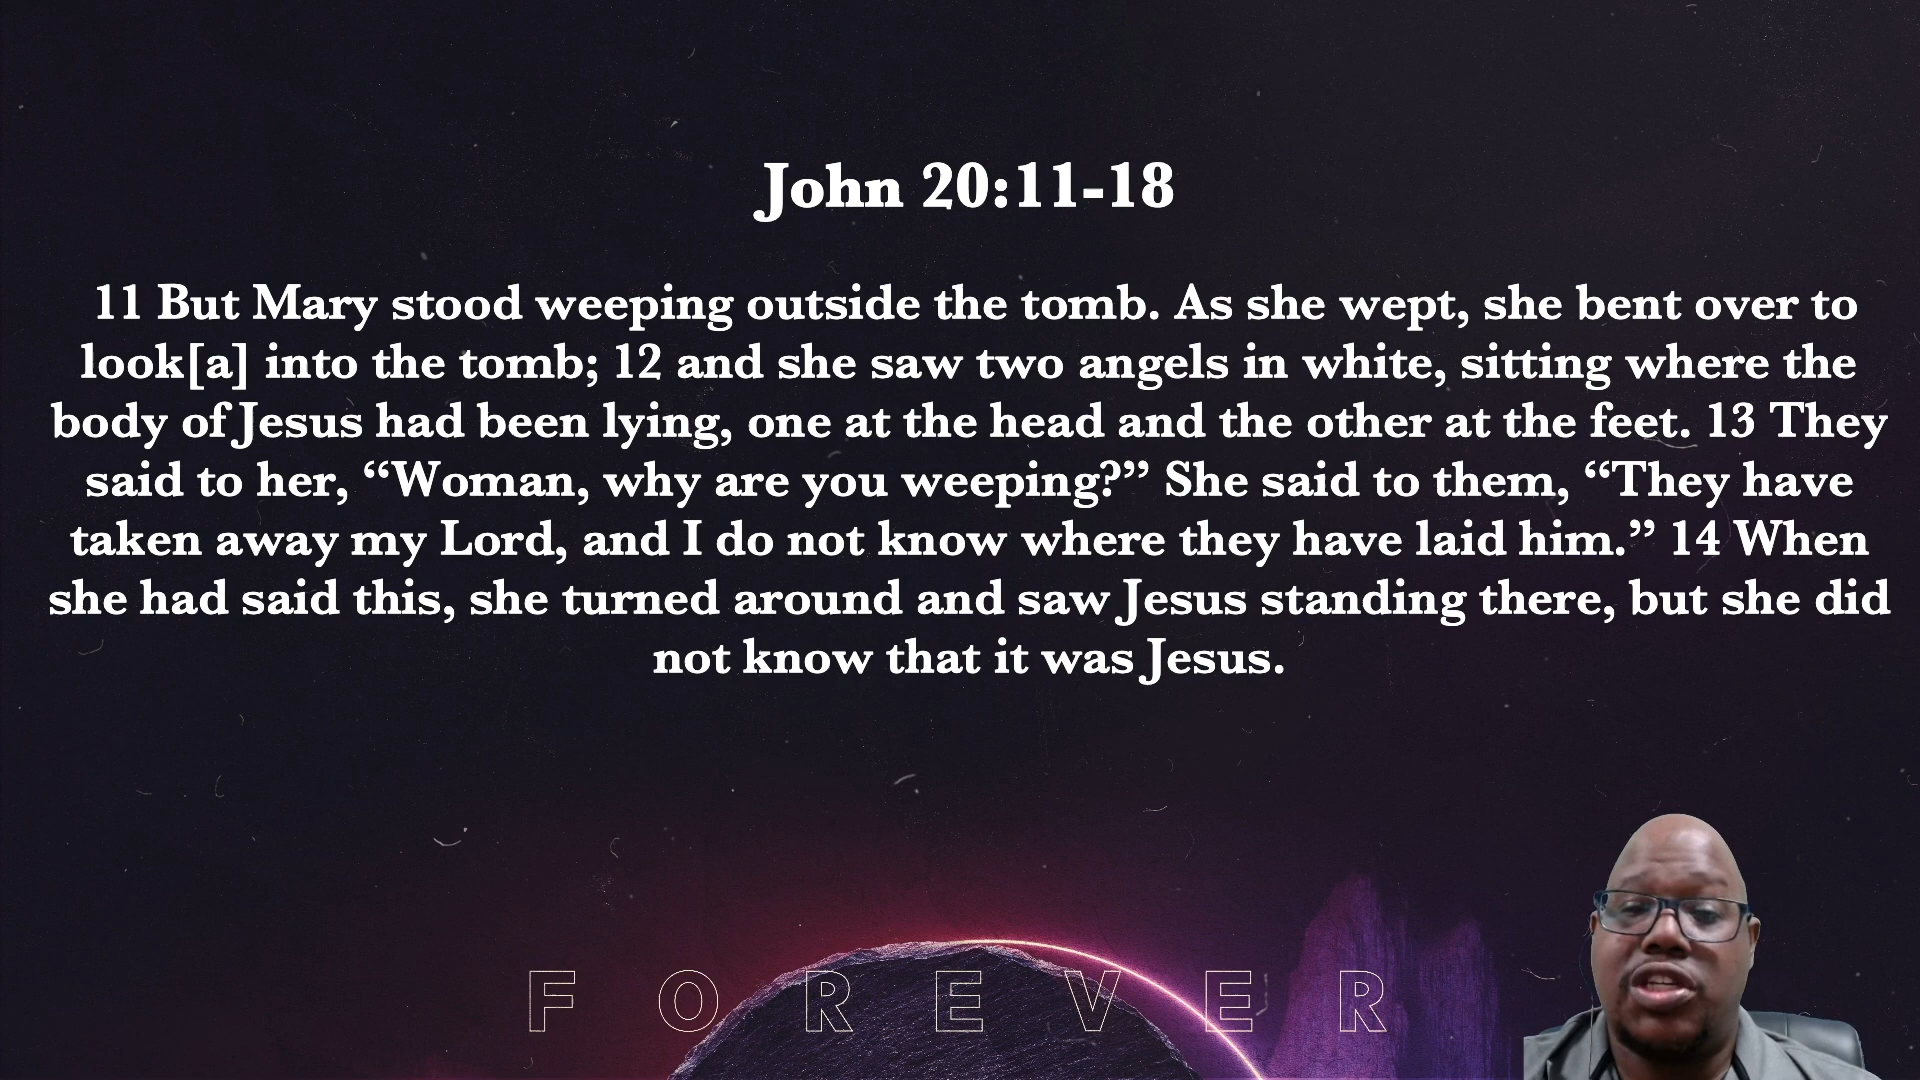 John 20:11-18
11 But Mary stood weeping outside the tomb. As she wept, she bent over to
look[a] into the tomb; 12 and she saw two angels in white, sitting where the
body of Jesus had been lying, one at the head and the other at the feet. 13 They
said to her, “Woman, why are you weeping?” She said to them, “They have
taken away my Lord, and I do not know where they have laid him.” 14 When
she had said this, she turned around and saw Jesus standing there, but she did
not know that it was Jesus.
FOREVER